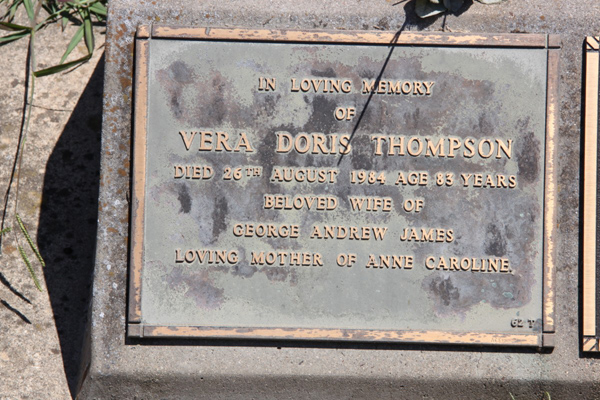 IN LOVING MEMORY
OF
VERA DORIS THOMPSON
DIED 26TH AUGUST 1984 AGE 83 YEARS
BELOVED WIFE OF
GEORGE ANDREW JAMES
LOVING MOTHER OF ANNE CAROLINE.
62 T